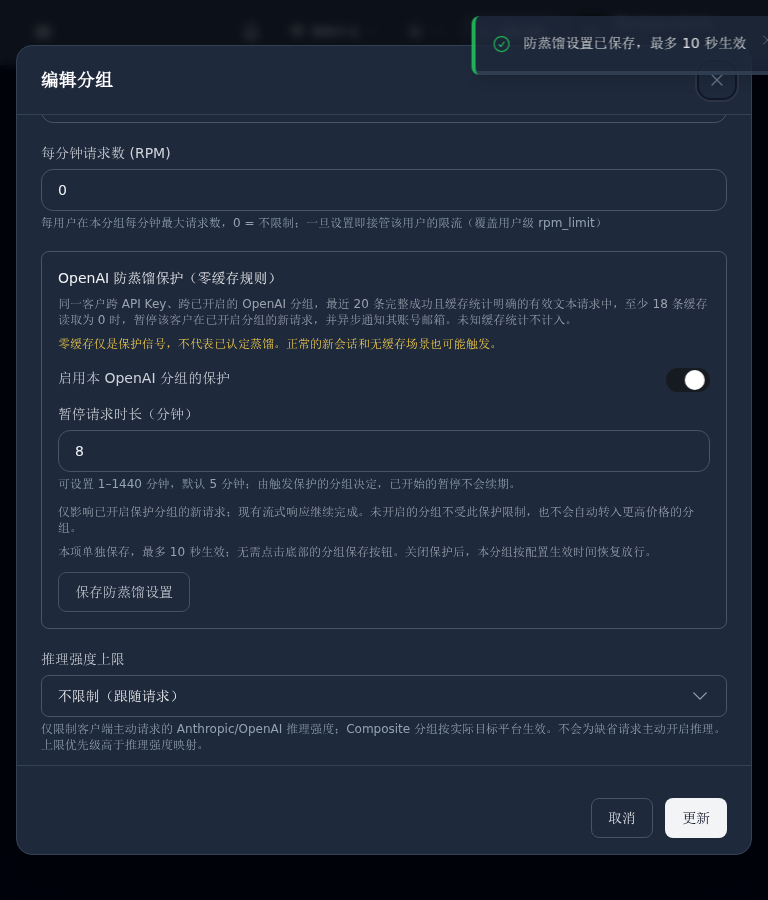 防蒸馏设置已保存，最多 10 秒生效
编辑分组
每分钟请求数 (RPM)
0
每用户在本分组每分钟最大请求数，0 = 不限制；一旦设置即接管该用户的限流（覆盖用户级 rpm_limit）
OpenAI 防蒸馏保护（零缓存规则）
同一客户跨 API Key、跨已开启的 OpenAI 分组，最近 20 条完整成功且缓存统计明确的有效文本请求中，至少 18 条缓存
读取为 0 时，暂停该客户在已开启分组的新请求，并异步通知其账号邮箱。未知缓存统计不计入。
零缓存仅是保护信号，不代表已认定蒸馏。正常的新会话和无缓存场景也可能触发。
启用本 OpenAI 分组的保护
暂停请求时长（分钟）
8
可设置 1–1440 分钟，默认 5 分钟；由触发保护的分组决定，已开始的暂停不会续期。
仅影响已开启保护分组的新请求；现有流式响应继续完成。未开启的分组不受此保护限制，也不会自动转入更高价格的分
组。
本项单独保存，最多 10 秒生效；无需点击底部的分组保存按钮。关闭保护后，本分组按配置生效时间恢复放行。
保存防蒸馏设置
推理强度上限
不限制（跟随请求）
仅限制客户端主动请求的 Anthropic/OpenAI 推理强度；Composite 分组按实际目标平台生效。不会为缺省请求主动开启推理。
上限优先级高于推理强度映射。
取消
更新